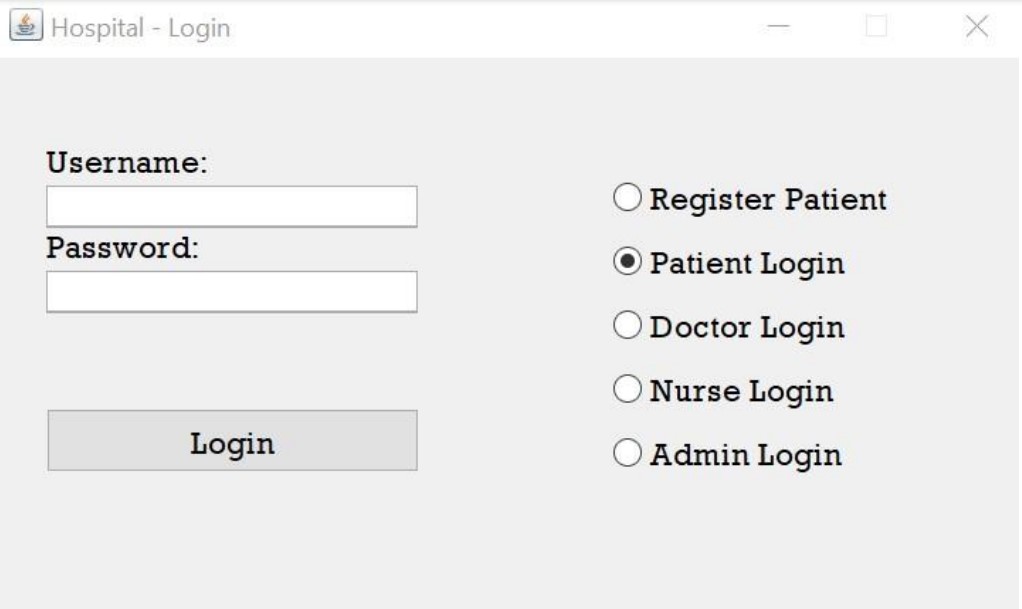 Hospital - Login
Username:
Password:
Login
Register Patient
Patient Login
Doctor Login
Nurse Login
Admin Login